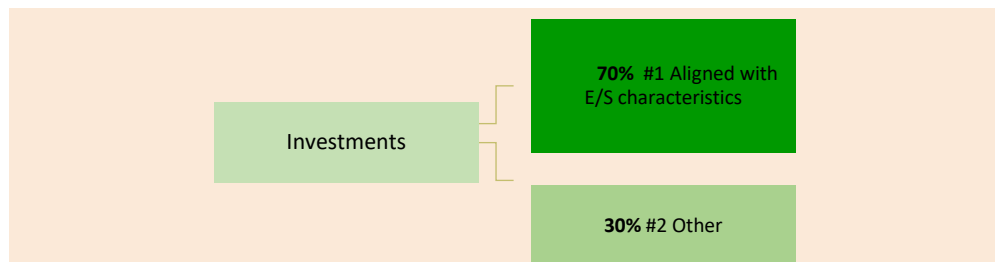 70% #1 Aligned with
E/S characteristics
Investments
30% #2 Other